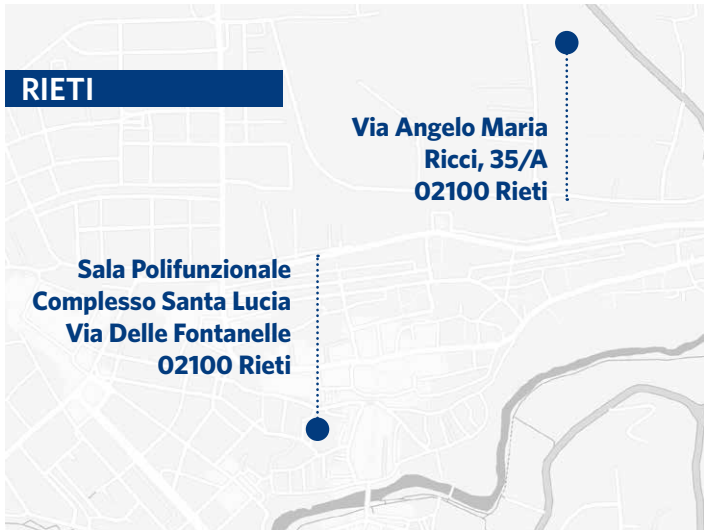 RIETI
Via Angelo Maria
Ricci, 35/A
02100 Rieti
Sala Polifunzionale
Complesso Santa Lucia
Via Delle Fontanelle
02100 Rieti